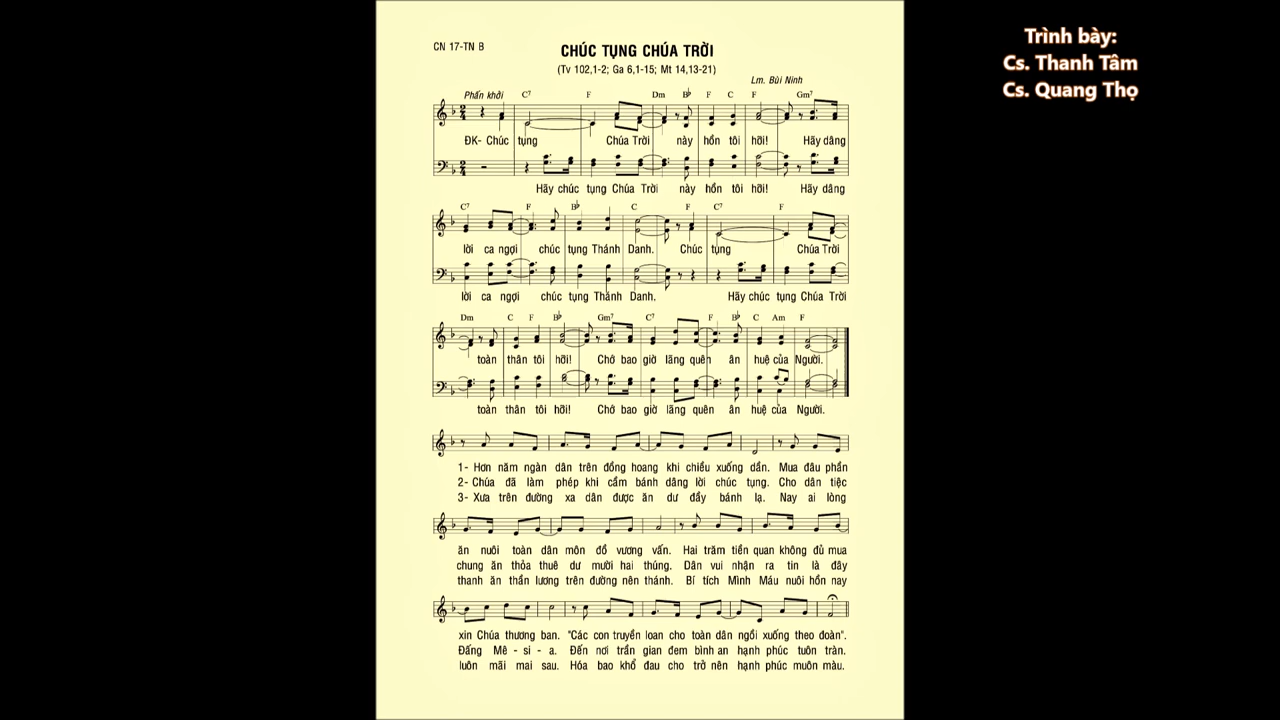 CN 17-TN B
CHÚC TỤNG CHÚA TRỜI
(Tv 102,1-2; Ga 6,1-15; Mt 14,13-21)
Lm. Bùi Ninh
Trình bày:
Cs. Thanh Tâm
Cs. Quang Thọ
Phấn khởi C7 F Dm B♭ F C F Gm7
ĐK- Chúc tụng Chúa Trời này hồn tôi hỡi! Hãy dâng
Hãy chúc tụng Chúa Trời này hồn tôi hỡi! Hãy dâng
C7 F B♭ C F C7 F
lời ca ngợi chúc tụng Thánh Danh. Chúc tụng Chúa Trời
lời ca ngợi chúc tụng Thánh Danh. Hãy chúc tụng Chúa Trời
Dm C F B♭ Gm7 C7 F B♭ C Am F
toàn thân tôi hỡi! Chớ bao giờ lãng quên ân huệ của Người.
toàn thân tôi hỡi! Chớ bao giờ lãng quên ân huệ của Người.
1- Hơn năm ngàn dân trên đồng hoang khi chiều xuống dần. Mua đâu phần
2- Chúa đã làm phép khi cầm bánh dâng lời chúc tụng. Cho dân tiệc
3- Xưa trên đường xa dân được ăn dư đầy bánh lạ. Nay ai lòng
ăn nuôi toàn dân môn đồ vương vấn. Hai trăm tiền quan không đủ mua
chung ăn thỏa thuê dư mười hai thúng. Dân vui nhận ra tin là đây
thanh ăn thần lương trên đường nên thánh. Bí tích Mình Máu nuôi hồn nay
xin Chúa thương ban. "Các con truyền loan cho toàn dân ngồi xuống theo đoàn".
Đấng Mê - si - a. Đến nơi trần gian đem bình an hạnh phúc tuôn tràn.
luôn mãi mai sau. Hóa bao khổ đau cho trở nên hạnh phúc muôn màu.